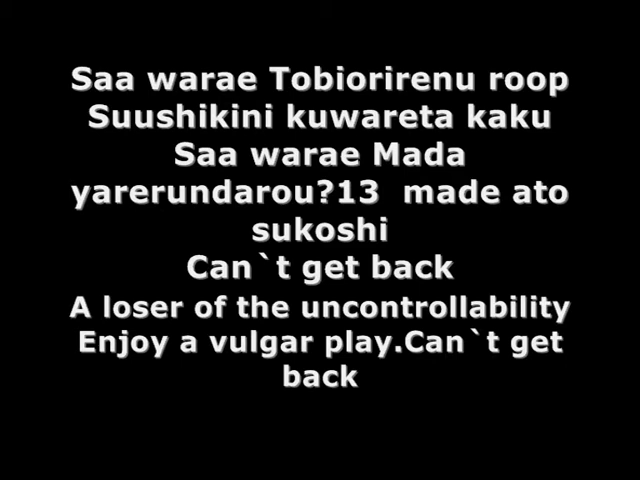 Saa warae Tobiorirenu roop
Suushikini kuwareta kaku
Saa warae Mada
yarerundarou?13  made ato
sukoshi
Can`t get back
A loser of the uncontrollability
Enjoy a vulgar play.Can`t get
back